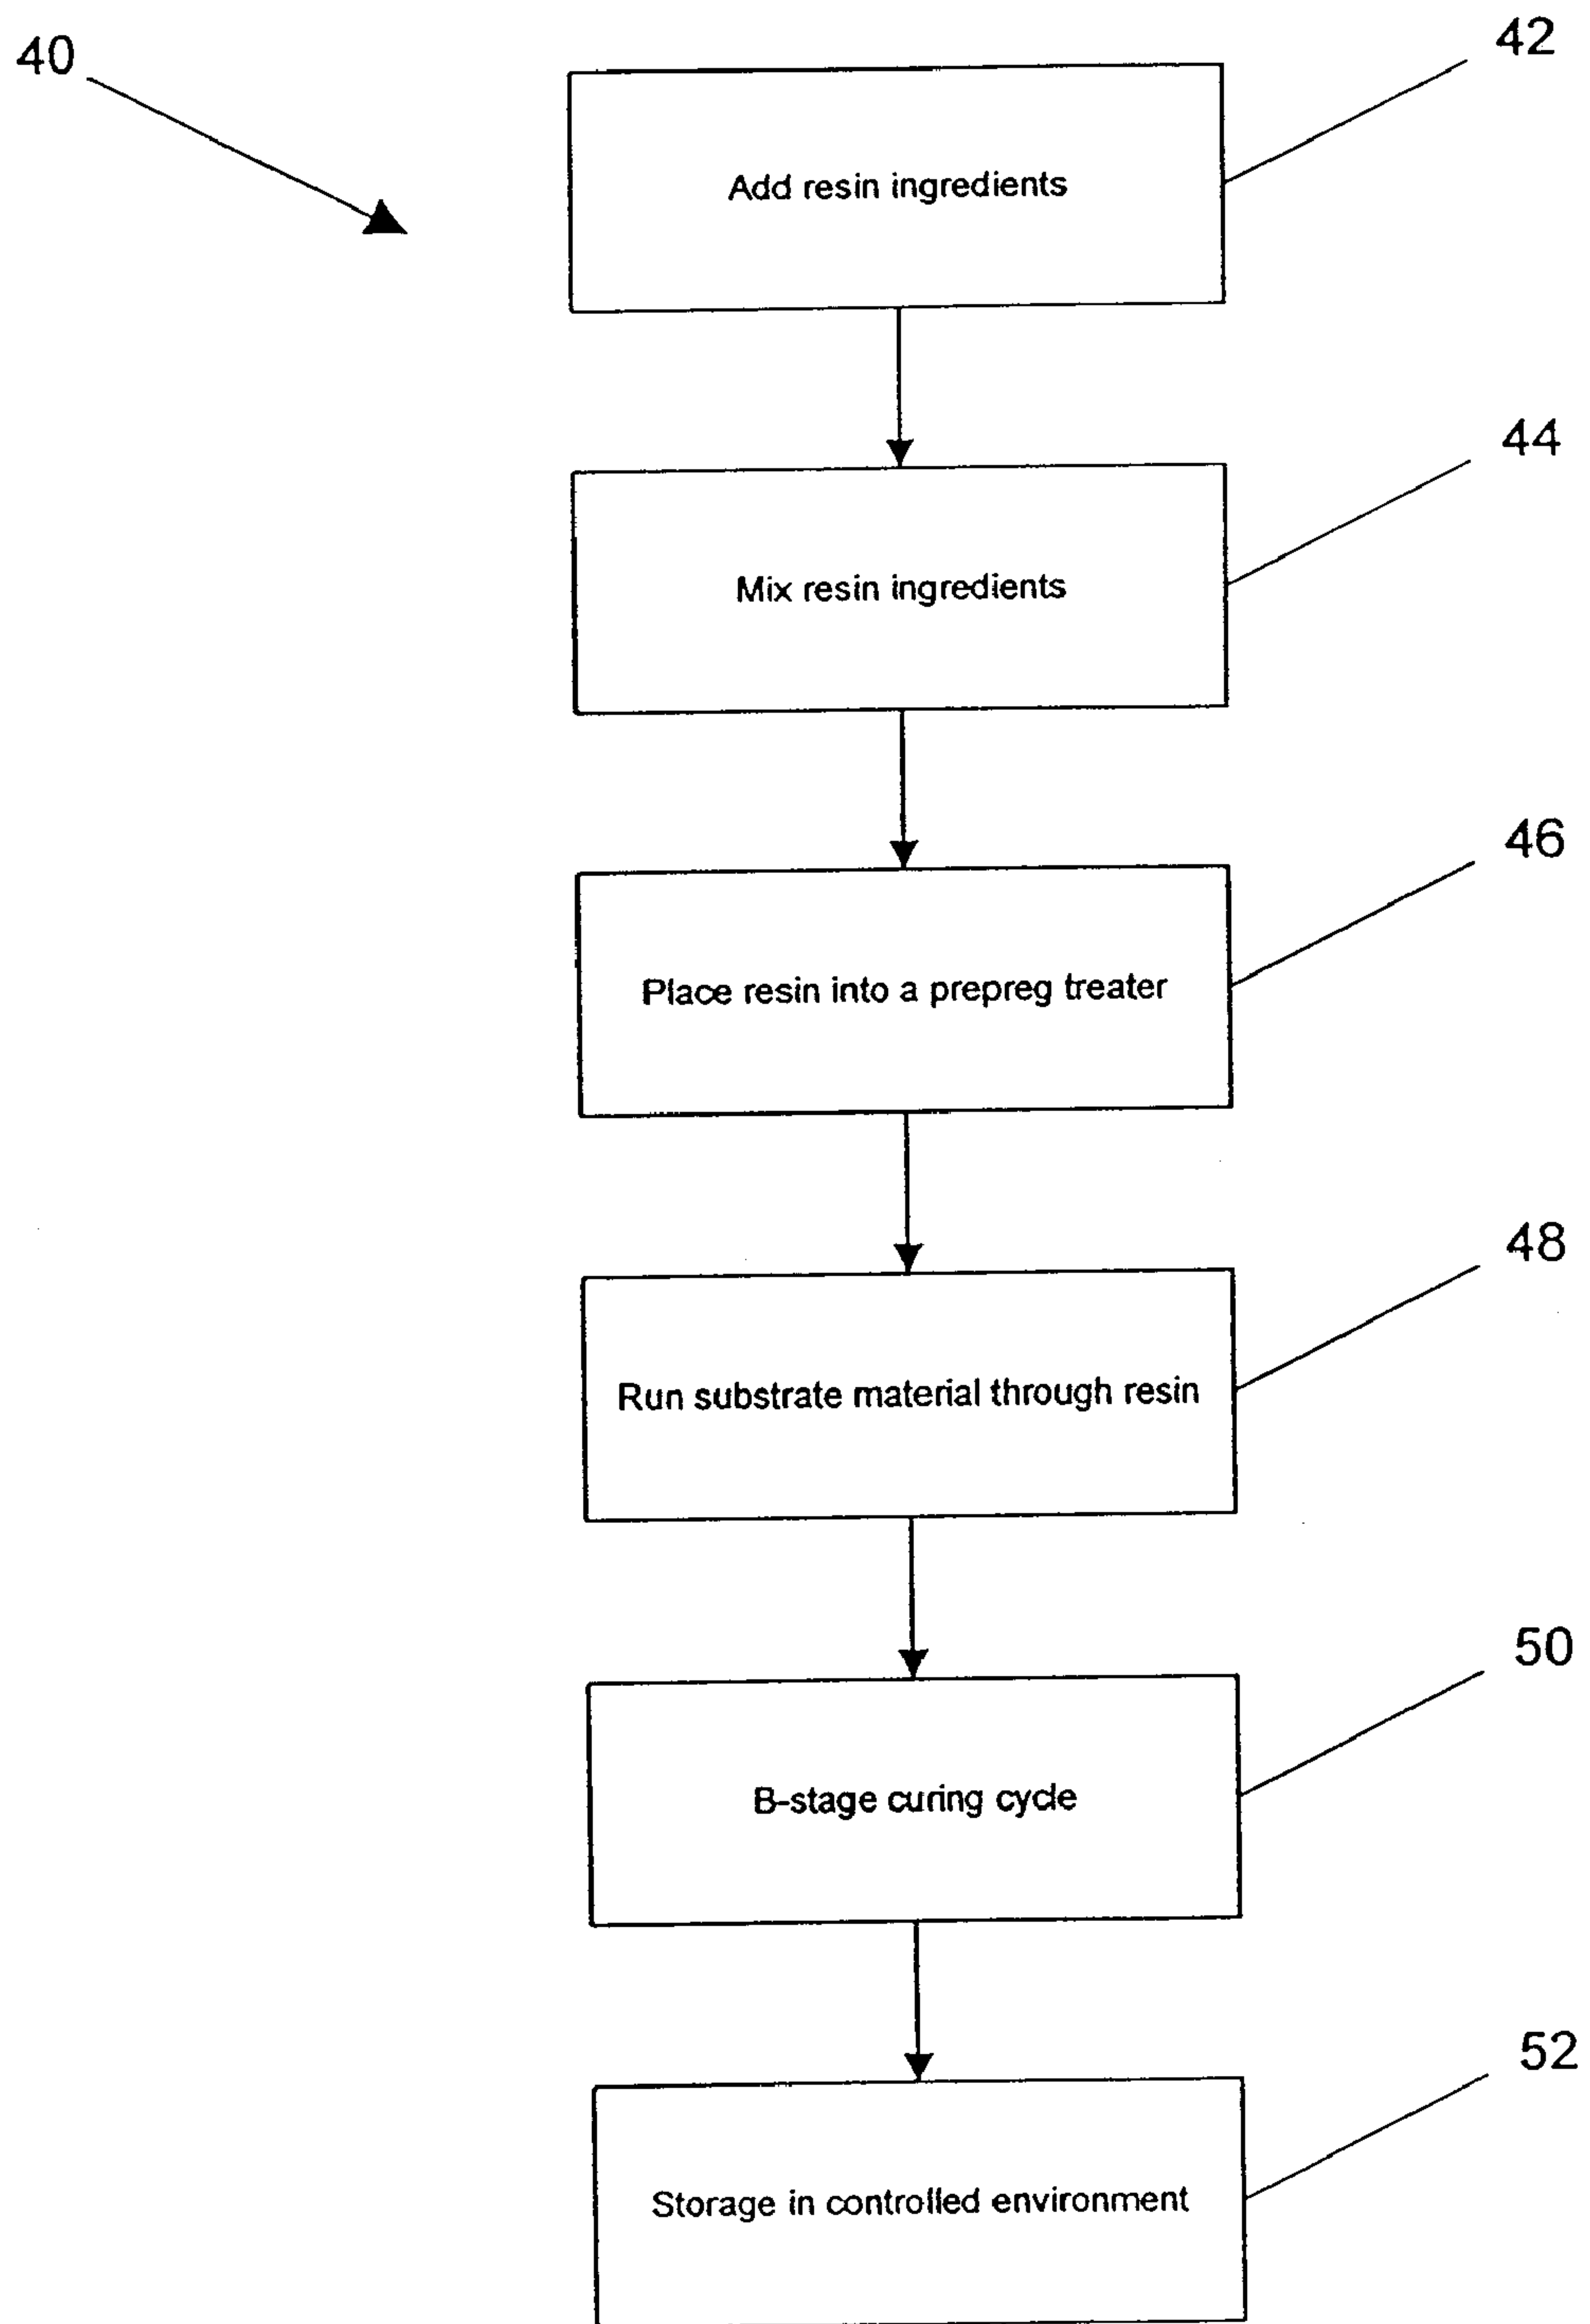 40
42
Add resin ingredients
44
Mix resin ingredients
46
Place resin into a prepreg treater
48
Run substrate material through resin
50
B-stage curing cycle
52
Storage in controlled environment